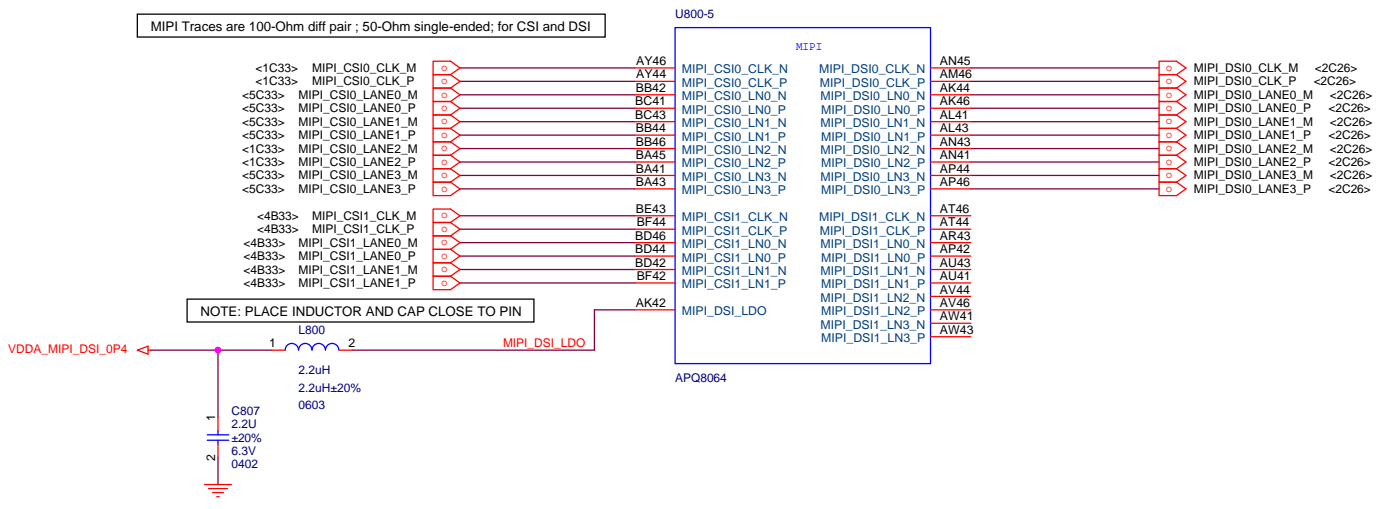 MIPI Traces are 100-Ohm diff pair ; 50-Ohm single-ended; for CSI and DSI
U800-5
MIPI
<1C33> MIPI_CSI0_CLK_M AY46 MIPI_CSI0_CLK_N MIPI_DSI0_CLK_N AN45 MIPI_DSI0_CLK_M <2C26>
<1C33> MIPI_CSI0_CLK_P AY44 MIPI_CSI0_CLK_P MIPI_DSI0_CLK_P AM46 MIPI_DSI0_CLK_P <2C26>
<5C33> MIPI_CSI0_LANE0_M BB42 MIPI_CSI0_LN0_N MIPI_DSI0_LN0_N AK44 MIPI_DSI0_LANE0_M <2C26>
<5C33> MIPI_CSI0_LANE0_P BC41 MIPI_CSI0_LN0_P MIPI_DSI0_LN0_P AK46 MIPI_DSI0_LANE0_P <2C26>
<5C33> MIPI_CSI0_LANE1_M BC43 MIPI_CSI0_LN1_N MIPI_DSI0_LN1_N AL41 MIPI_DSI0_LANE1_M <2C26>
<5C33> MIPI_CSI0_LANE1_P BB44 MIPI_CSI0_LN1_P MIPI_DSI0_LN1_P AL43 MIPI_DSI0_LANE1_P <2C26>
<1C33> MIPI_CSI0_LANE2_M BB46 MIPI_CSI0_LN2_N MIPI_DSI0_LN2_N AN43 MIPI_DSI0_LANE2_M <2C26>
<1C33> MIPI_CSI0_LANE2_P BA45 MIPI_CSI0_LN2_P MIPI_DSI0_LN2_P AN41 MIPI_DSI0_LANE2_P <2C26>
<5C33> MIPI_CSI0_LANE3_M BA41 MIPI_CSI0_LN3_N MIPI_DSI0_LN3_N AP44 MIPI_DSI0_LANE3_M <2C26>
<5C33> MIPI_CSI0_LANE3_P BA43 MIPI_CSI0_LN3_P MIPI_DSI0_LN3_P AP46 MIPI_DSI0_LANE3_P <2C26>
<4B33> MIPI_CSI1_CLK_M BE43 MIPI_CSI1_CLK_N MIPI_DSI1_CLK_N AT46
<4B33> MIPI_CSI1_CLK_P BF44 MIPI_CSI1_CLK_P MIPI_DSI1_CLK_P AT44
<4B33> MIPI_CSI1_LANE0_M BD46 MIPI_CSI1_LN0_N MIPI_DSI1_LN0_N AR43
<4B33> MIPI_CSI1_LANE0_P BD44 MIPI_CSI1_LN0_P MIPI_DSI1_LN0_P AP42
<4B33> MIPI_CSI1_LANE1_M BD42 MIPI_CSI1_LN1_N MIPI_DSI1_LN1_N AU43
<4B33> MIPI_CSI1_LANE1_P BF42 MIPI_CSI1_LN1_P MIPI_DSI1_LN1_P AU41
MIPI_DSI1_LN2_N AV44
AK42 MIPI_DSI_LDO MIPI_DSI1_LN2_P AV46
MIPI_DSI1_LN3_N AW41
MIPI_DSI1_LN3_P AW43
NOTE: PLACE INDUCTOR AND CAP CLOSE TO PIN
L800
VDDA_MIPI_DSI_0P4 1 2 MIPI_DSI_LDO
2.2uH
2.2uH±20%
0603
APQ8064
1
C807
2.2U
±20%
6.3V
0402
2